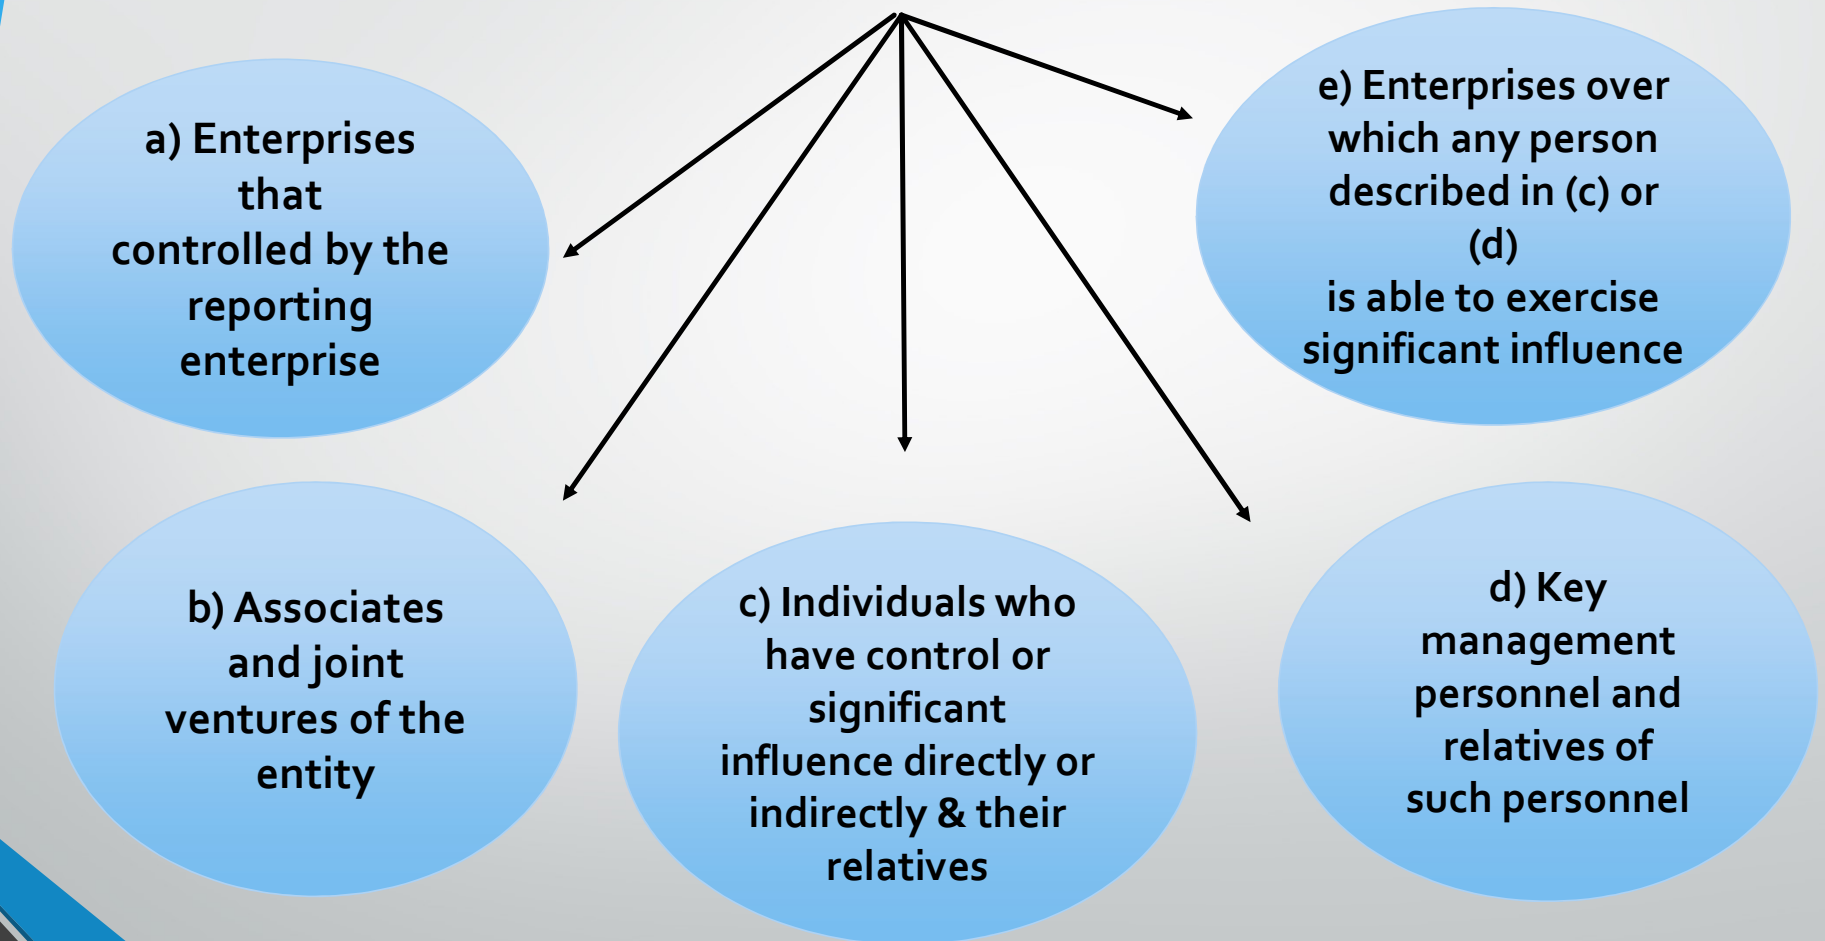 a) Enterprises
that
controlled by the
reporting
enterprise
b) Associates
and joint
ventures of the
entity
c) Individuals who
have control or
significant
influence directly or
indirectly & their
relatives
d) Key
management
personnel and
relatives of
such personnel
e) Enterprises over
which any person
described in (c) or
(d)
is able to exercise
significant influence